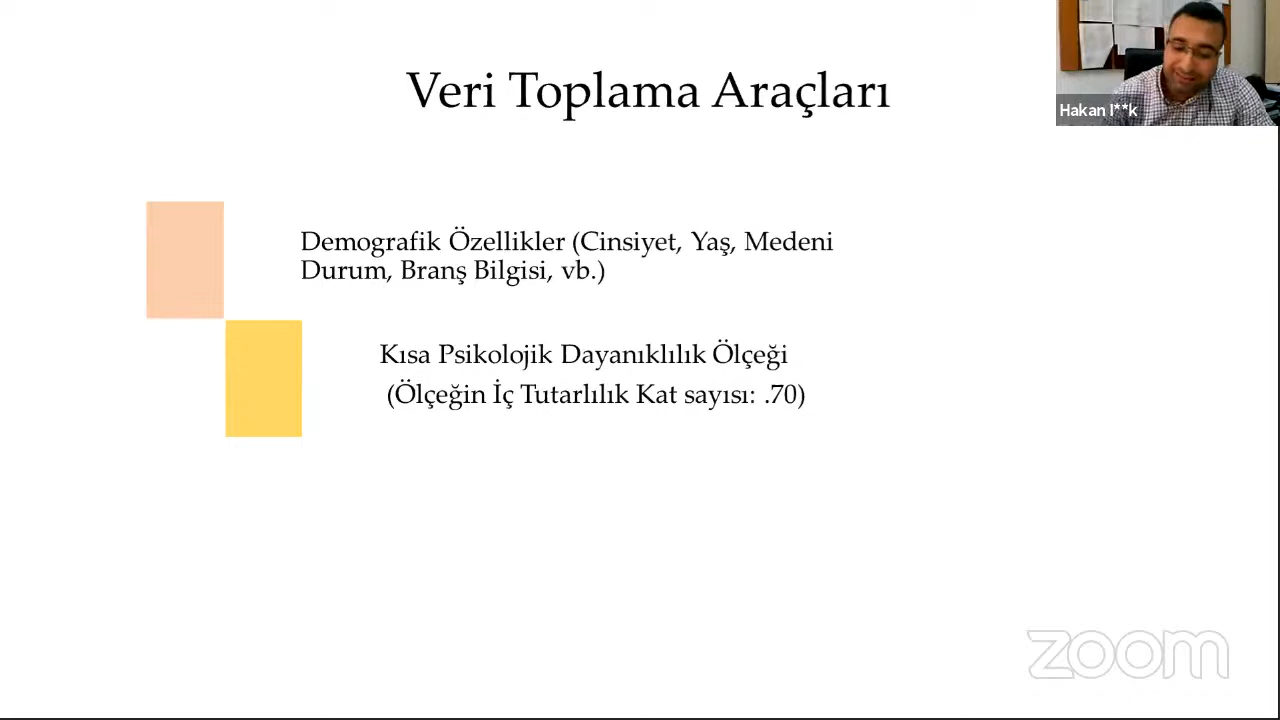 Veri Toplama Araçları
Hakan I**k
Demografik Özellikler (Cinsiyet, Yaş, Medeni
Durum, Branş Bilgisi, vb.)
Kısa Psikolojik Dayanıklılık Ölçeği
(Ölçeğin İç Tutarlılık Kat sayısı: .70)
zoom